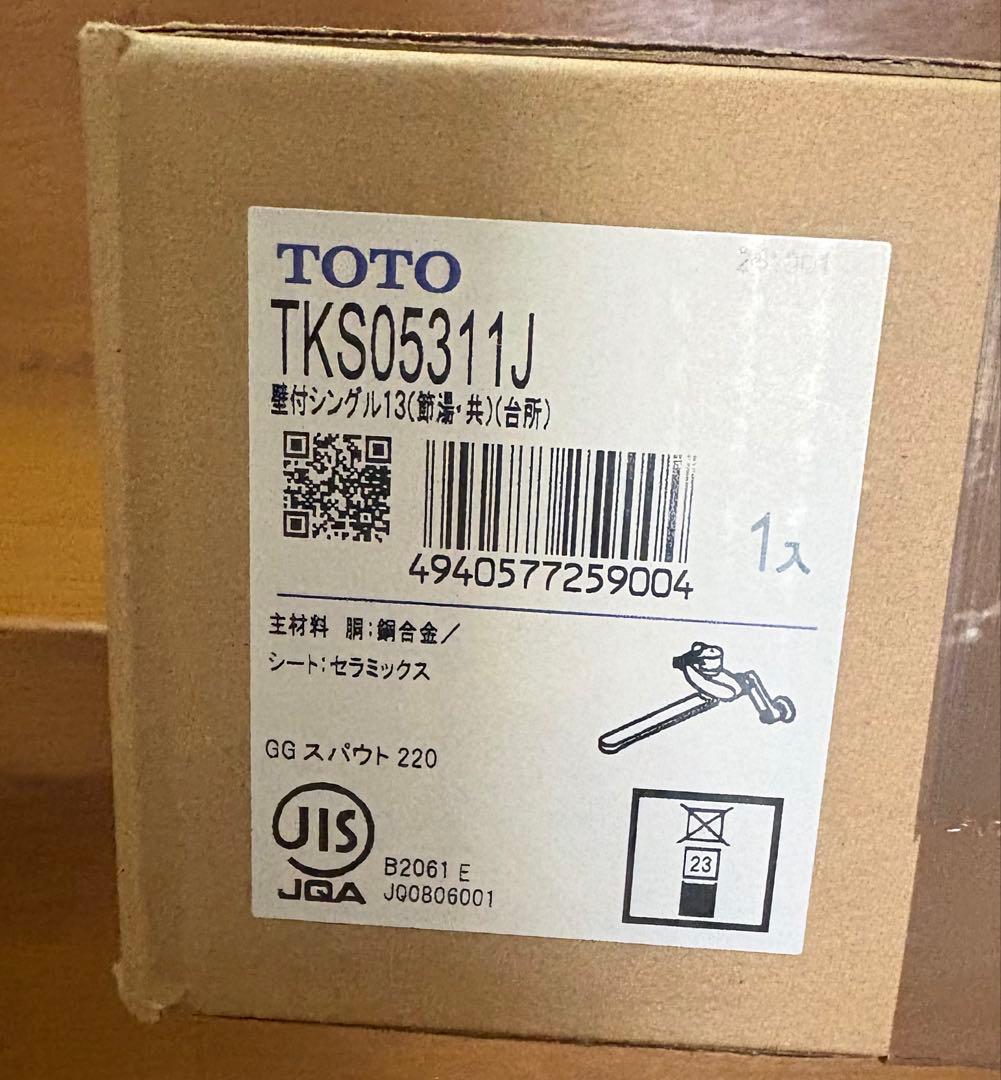 TOTO
TKS05311J
壁付シングル13(節湯・共)(台所)
4940577259004
1入
主材料 胴:銅合金/
シート:セラミックス
GG スパウト 220
JIS
JQA
B2061 E
JQ0806001
23